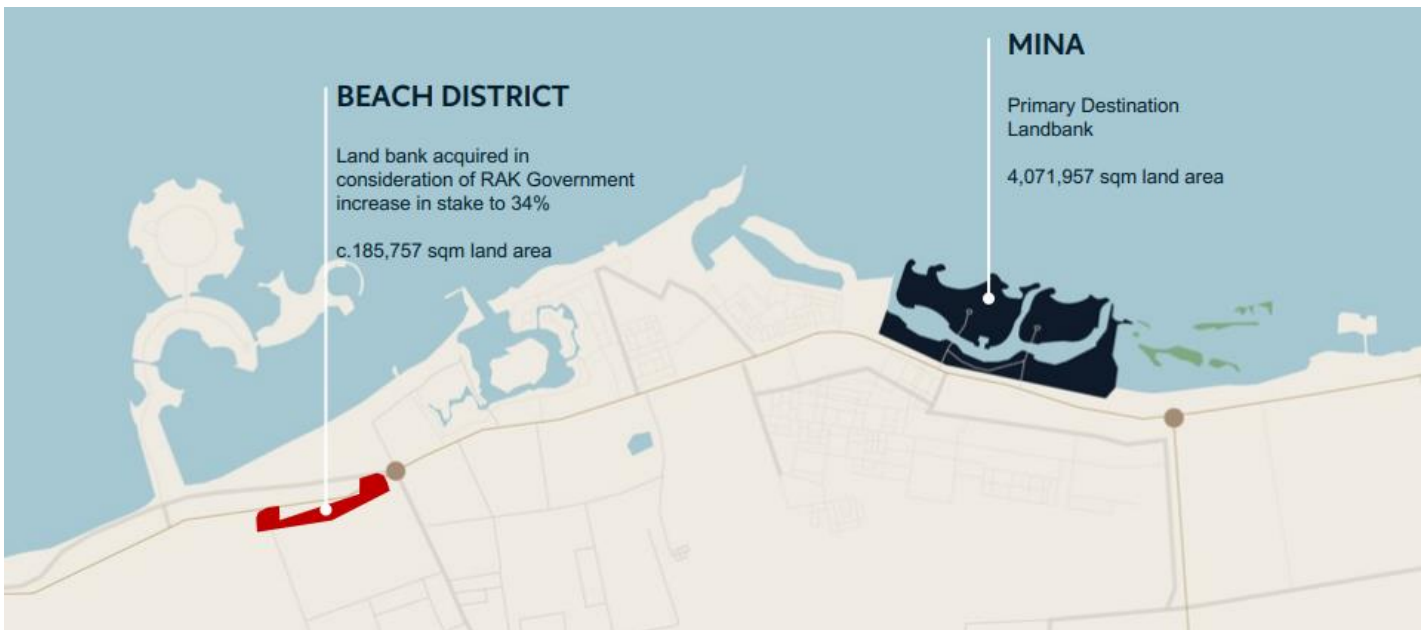 BEACH DISTRICT
Land bank acquired in
consideration of RAK Government
increase in stake to 34%
c.185,757 sqm land area
MINA
Primary Destination
Landbank
4,071,957 sqm land area